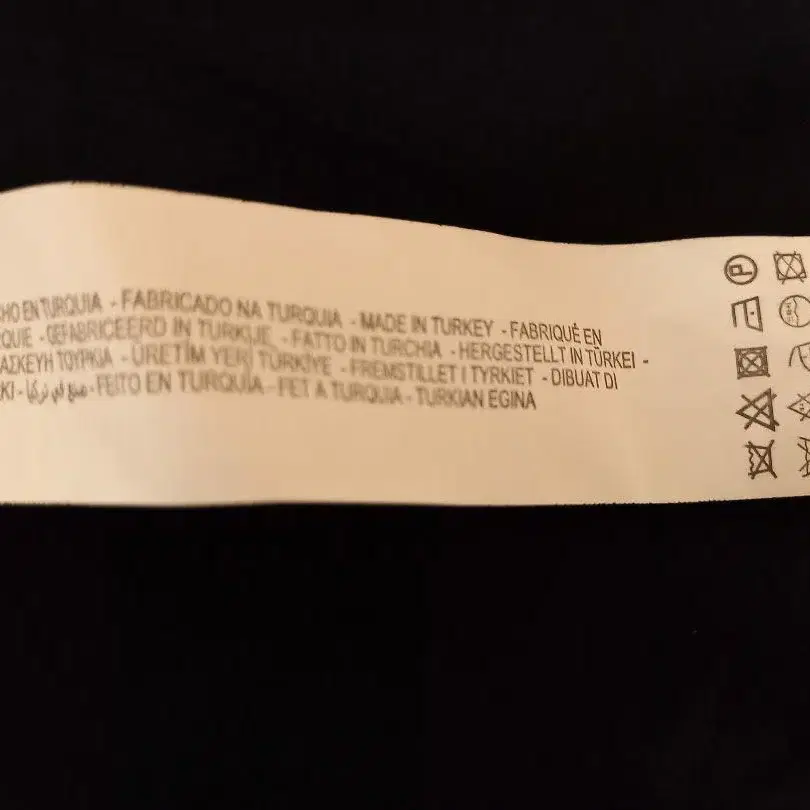 HO EN TURQUIA - FABRICADO NA TURQUIA - MADE IN TURKEY - FABRIQUÉ EN
QUIE - GEFABRICEERD IN TURKIJE - FATTO IN TURCHIA - HERGESTELLT IN TÜRKEI -
ΑΣΚΕΥΗ ΤΟΥΡΚΙΑ - ÜRETİM YERİ TÜRKİYE - FREMSTILLET I TYRKIET - DIBUAT DI
KI - صنع في تركيا - FEITO EN TURQUÍA - FET A TURQUIA - TURKIAN EGINA
P